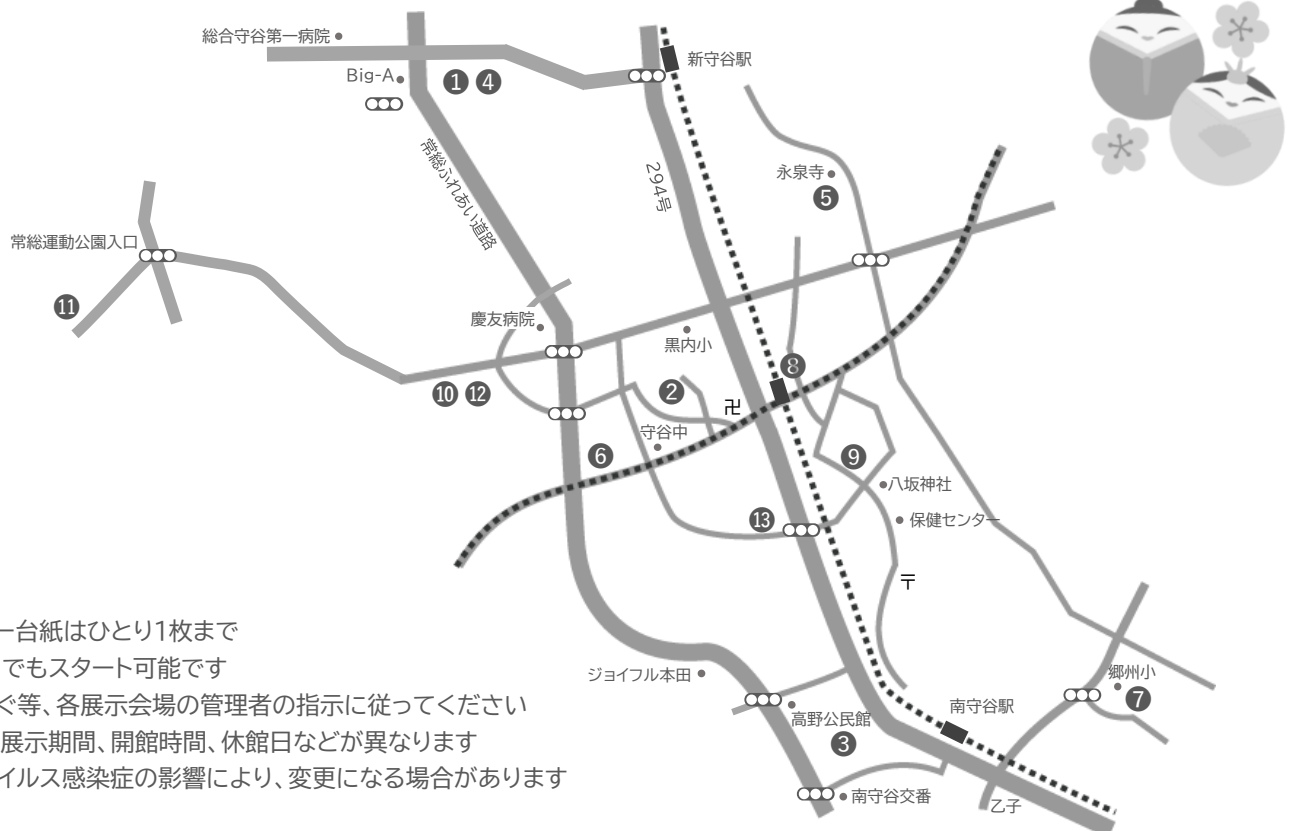 総合守谷第一病院
新守谷駅
Big-A
❶ ❹
常総ふれあい道路
294号
永泉寺
❺
常総運動公園入口
⓫
慶友病院
黒内小
❽
❿ ⓬
❷
卍
守谷中
❻
❾
八坂神社
⓭
保健センター
〒
ー台紙はひとり1枚まで
でもスタート可能です
ぐ等、各展示会場の管理者の指示に従ってください
展示期間、開館時間、休館日などが異なります
イルス感染症の影響により、変更になる場合があります
ジョイフル本田
郷州小
❼
高野公民館
❸
南守谷駅
南守谷交番
乙子